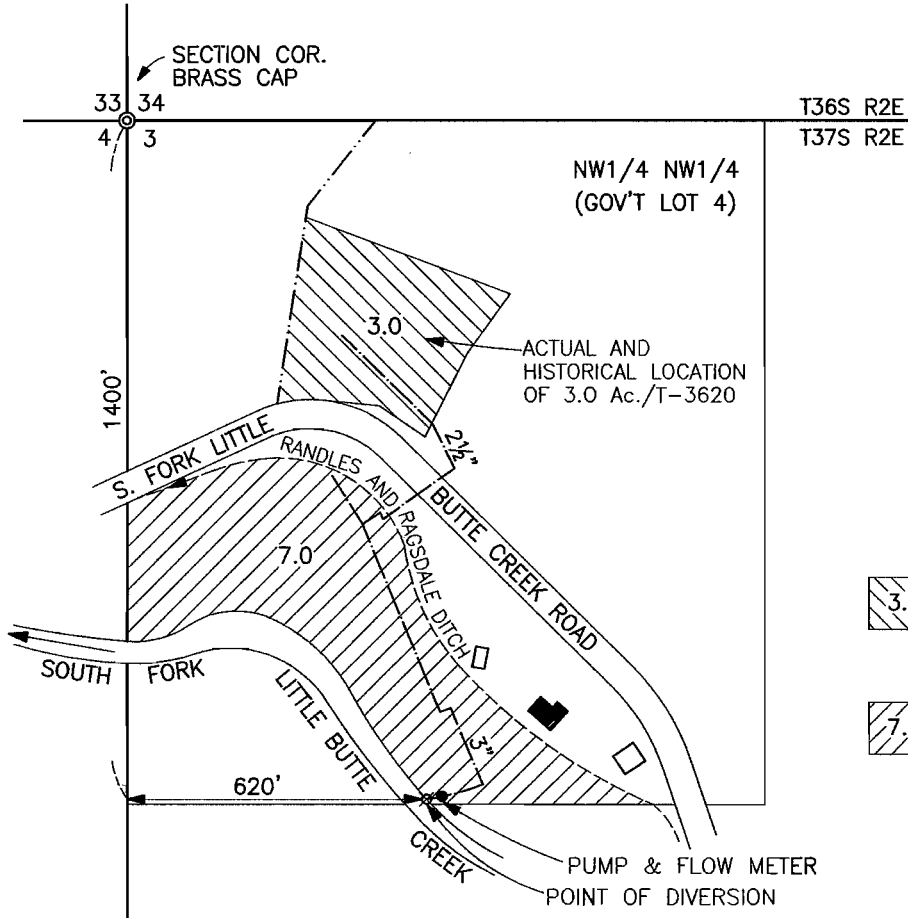 SECTION COR.
BRASS CAP
33 34
4 3
T36S R2E
T37S R2E
NW1/4 NW1/4
(GOV'T LOT 4)
3.0
ACTUAL AND
HISTORICAL LOCATION
OF 3.0 Ac./T-3620
1400'
2½"
S. FORK LITTLE BUTTE CREEK ROAD
RANDLES AND RAGSDALE DITCH
7.0
3.
7.
SOUTH FORK LITTLE BUTTE CREEK
3"
620'
PUMP & FLOW METER
POINT OF DIVERSION